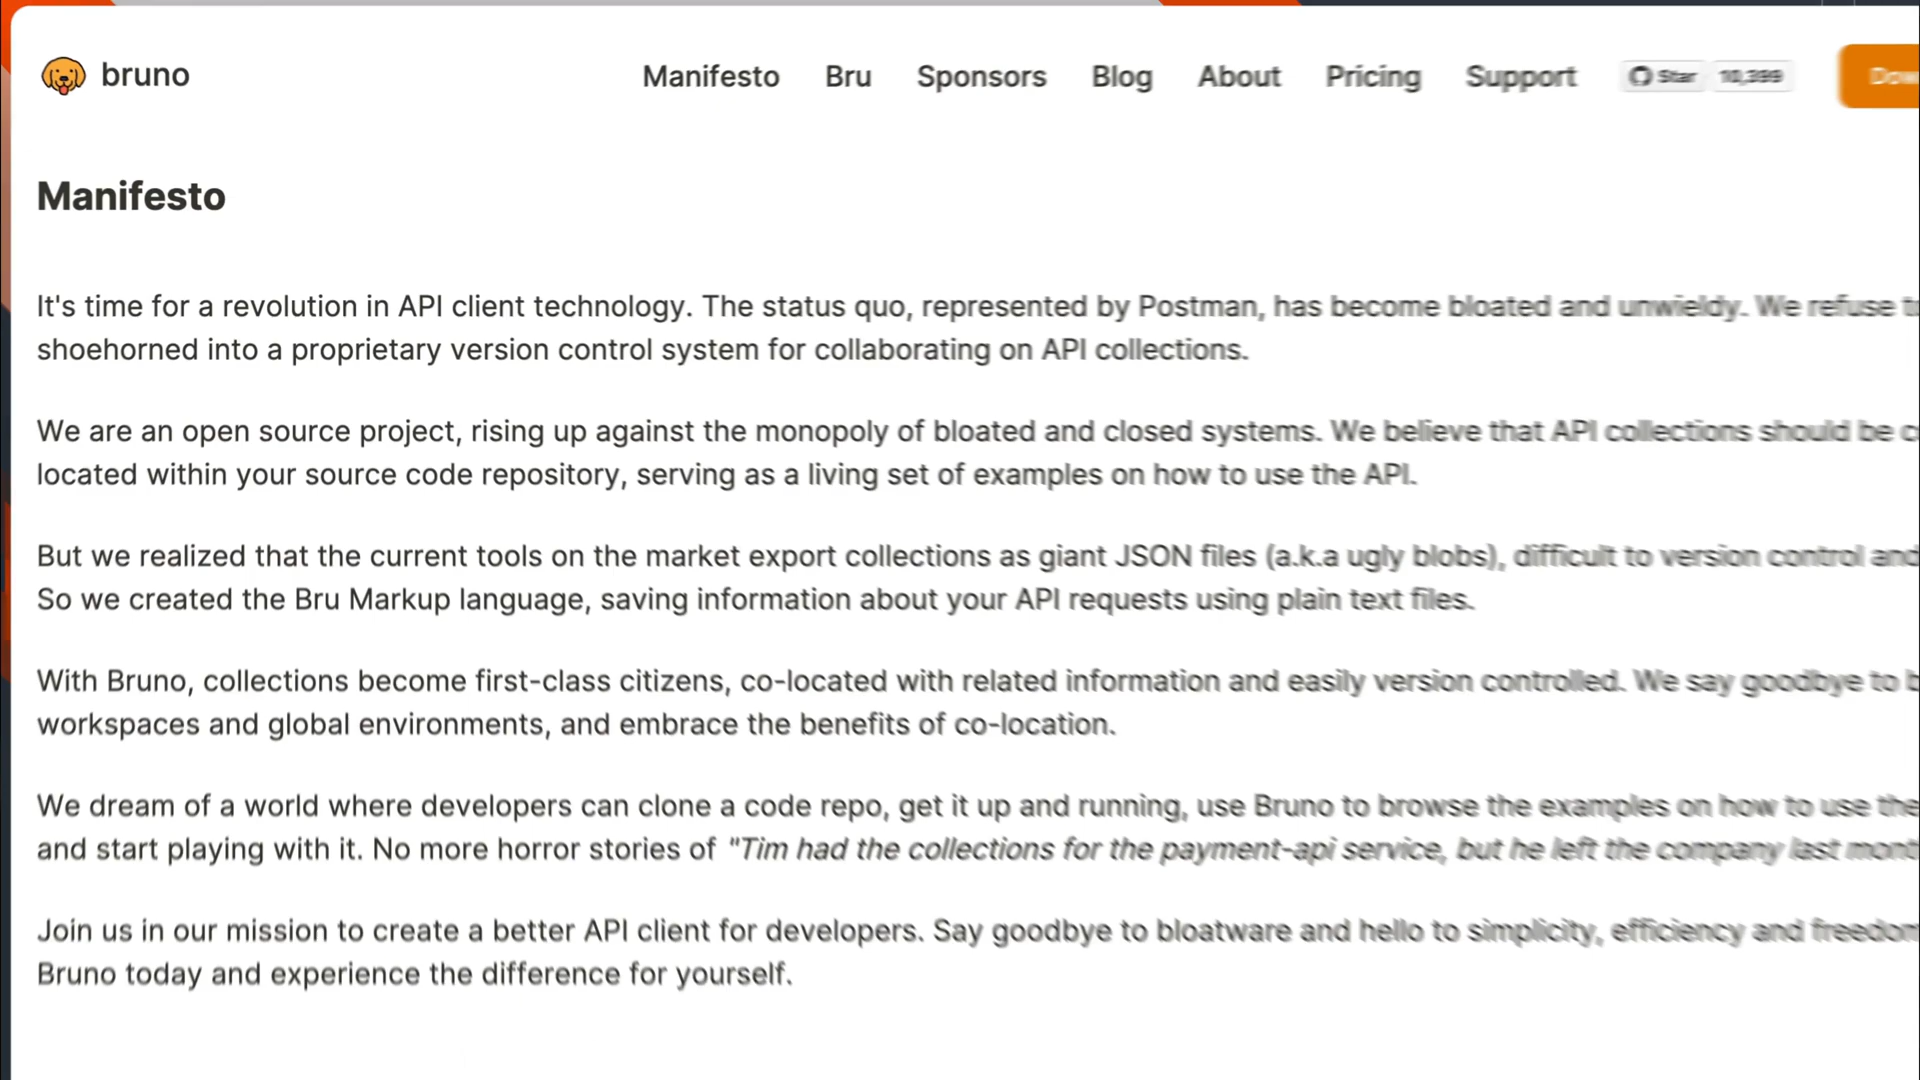 bruno
Manifesto Bru Sponsors Blog About Pricing Support Star 10,399
Manifesto
It's time for a revolution in API client technology. The status quo, represented by Postman, has become bloated and unwieldy. We refuse
shoehorned into a proprietary version control system for collaborating on API collections.
We are an open source project, rising up against the monopoly of bloated and closed systems. We believe that API collections should be
located within your source code repository, serving as a living set of examples on how to use the API.
But we realized that the current tools on the market export collections as giant JSON files (a.k.a ugly blobs), difficult to version control and
So we created the Bru Markup language, saving information about your API requests using plain text files.
With Bruno, collections become first-class citizens, co-located with related information and easily version controlled. We say goodbye to
workspaces and global environments, and embrace the benefits of co-location.
We dream of a world where developers can clone a code repo, get it up and running, use Bruno to browse the examples on how to use the
and start playing with it. No more horror stories of "Tim had the collections for the payment-api service, but he left the company last
Join us in our mission to create a better API client for developers. Say goodbye to bloatware and hello to simplicity, efficiency and freedom
Bruno today and experience the difference for yourself.